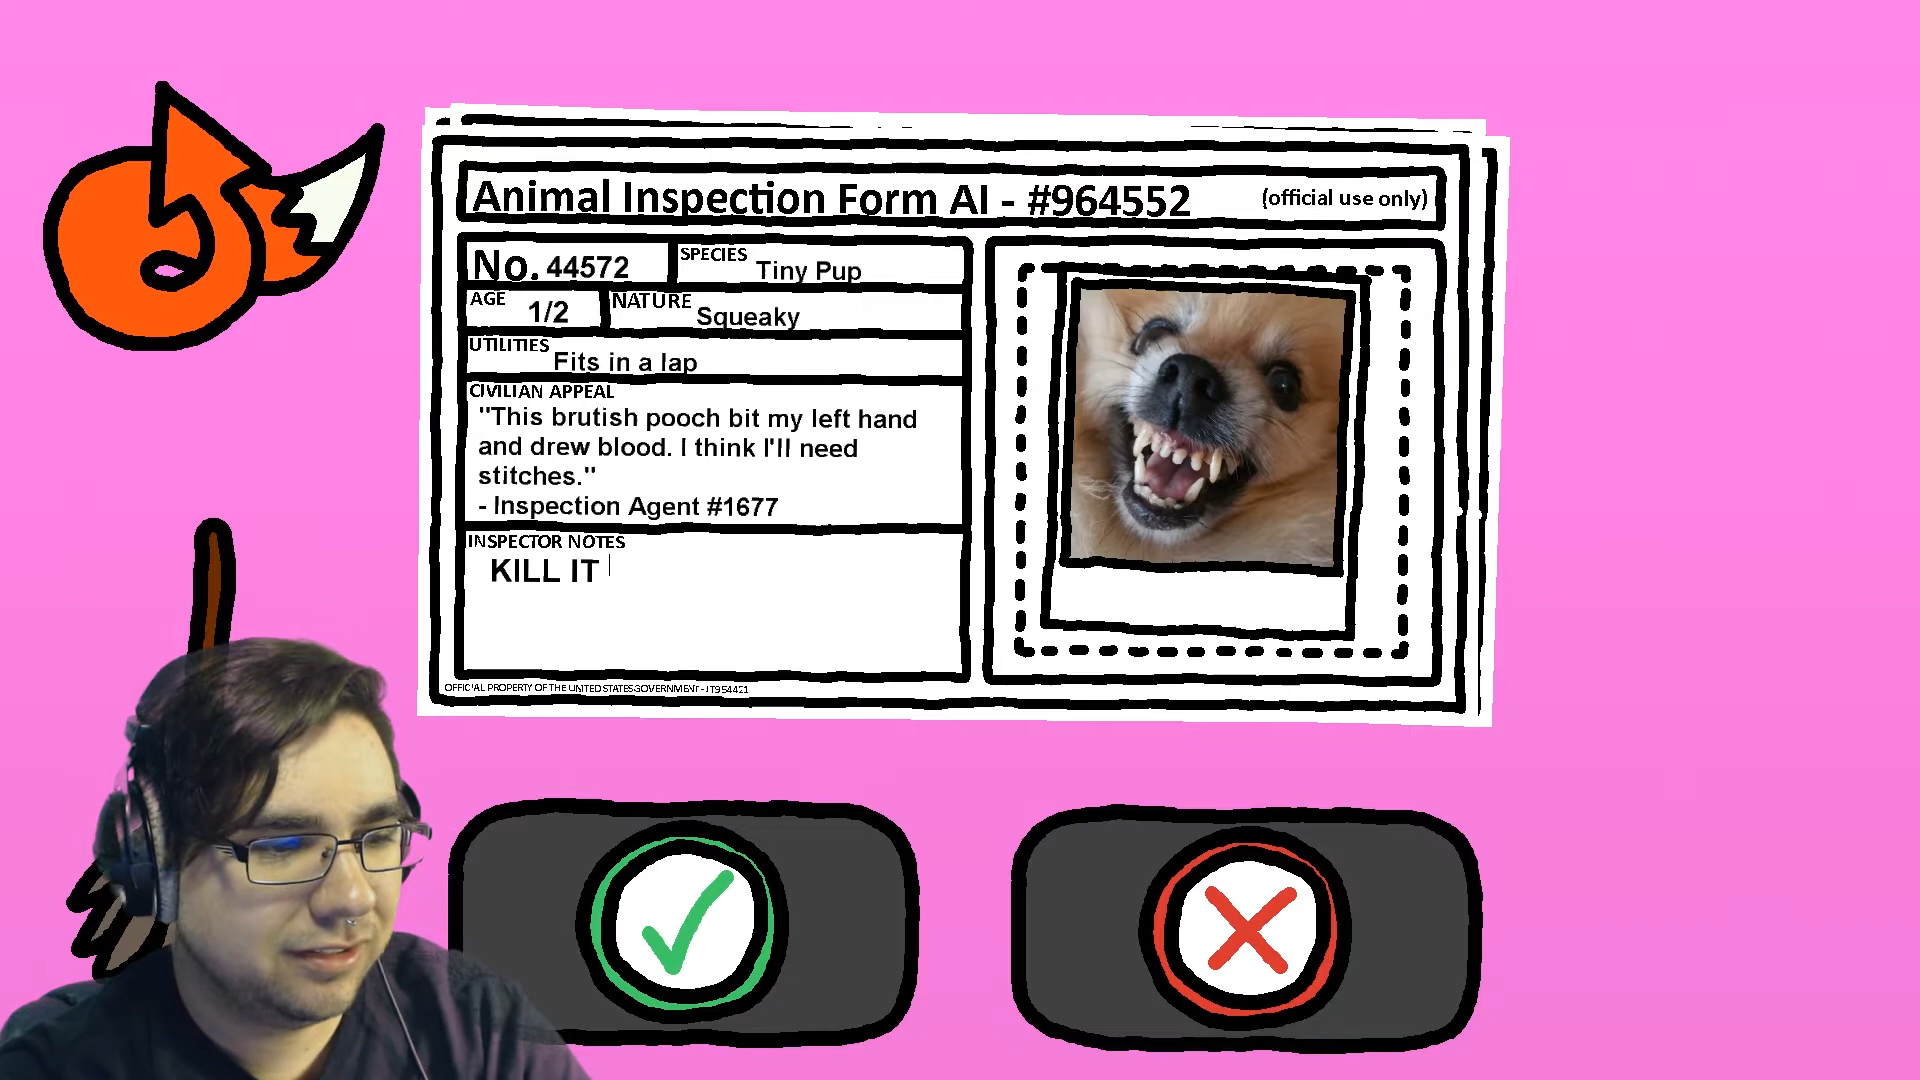 Animal Inspection Form AI - #964552
(official use only)
No. 44572
SPECIES Tiny Pup
AGE 1/2
NATURE Squeaky
UTILITIES Fits in a lap
CIVILIAN APPEAL
"This brutish pooch bit my left hand
and drew blood. I think I'll need
stitches."
- Inspection Agent #1677
INSPECTOR NOTES
KILL IT
OFFICIAL PROPERTY OF THE UNITED STATES GOVERNMENT - IT954421